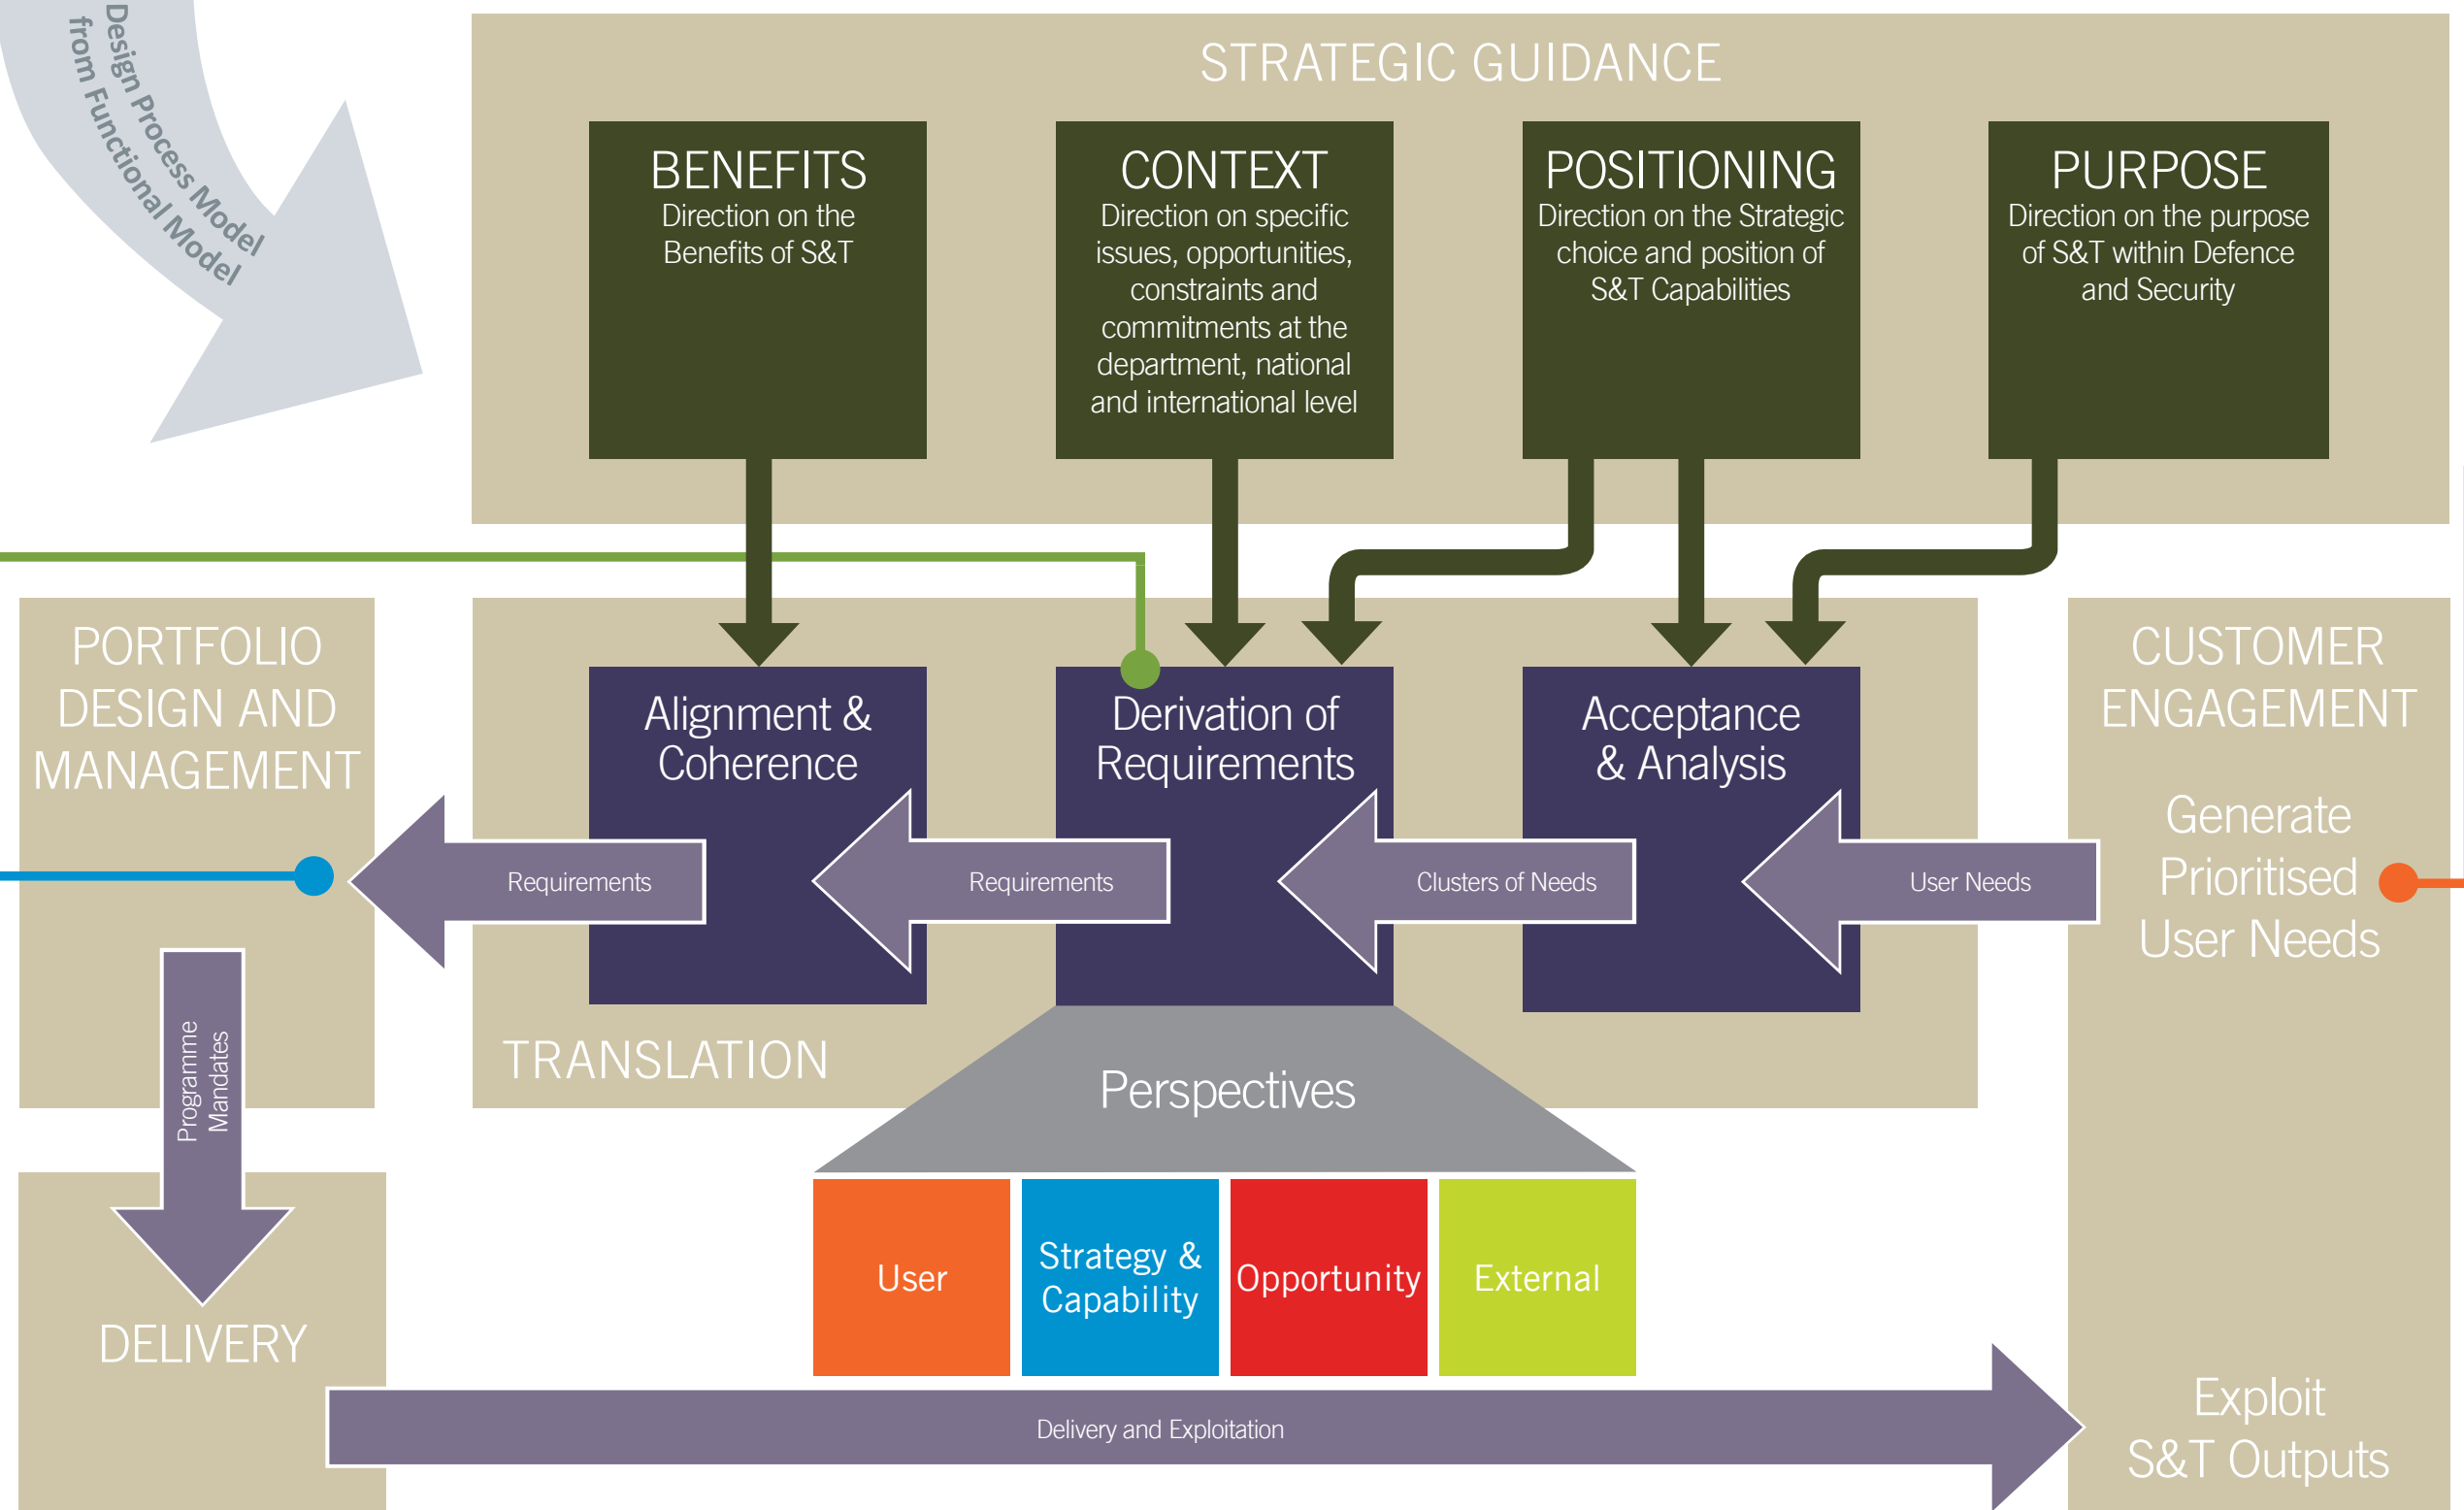 Design Process Model
from Functional Model
STRATEGIC GUIDANCE
BENEFITS
Direction on the
Benefits of S&T
CONTEXT
Direction on specific
issues, opportunities,
constraints and
commitments at the
department, national
and international level
POSITIONING
Direction on the Strategic
choice and position of
S&T Capabilities
PURPOSE
Direction on the purpose
of S&T within Defence
and Security
PORTFOLIO
DESIGN AND
MANAGEMENT
Alignment &
Coherence
Derivation of
Requirements
Acceptance
& Analysis
CUSTOMER
ENGAGEMENT
Generate
Prioritised
User Needs
Requirements
Requirements
Clusters of Needs
User Needs
Programme
Mandates
TRANSLATION
Perspectives
User
Strategy &
Capability
Opportunity
External
DELIVERY
Delivery and Exploitation
Exploit
S&T Outputs